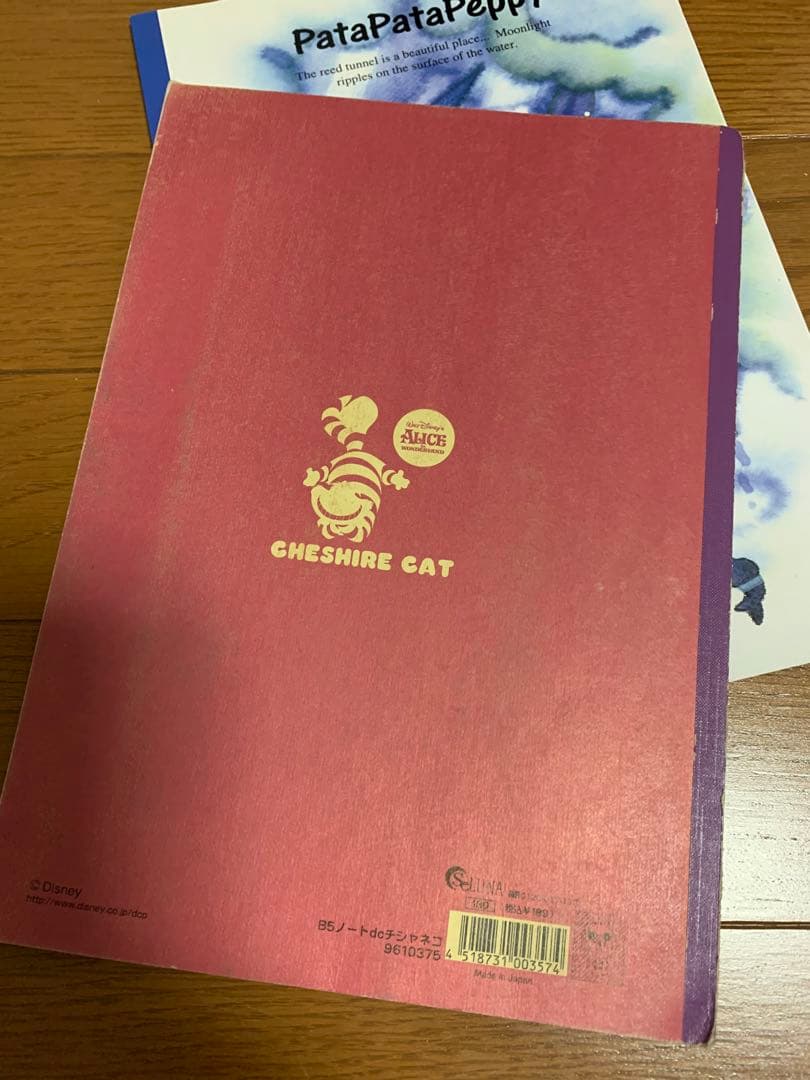 PataPataPeppy
The reed tunnel is a beautiful place... Moonlight
ripples on the surface of the water.
Walt Disney's
ALICE
IN
WONDERLAND
CHESHIRE CAT
© Disney
http://www.disney.co.jp/dcp
SUNA
B5ノートdcチシャネコ
9610375
4 518731 003574
Made in Japan